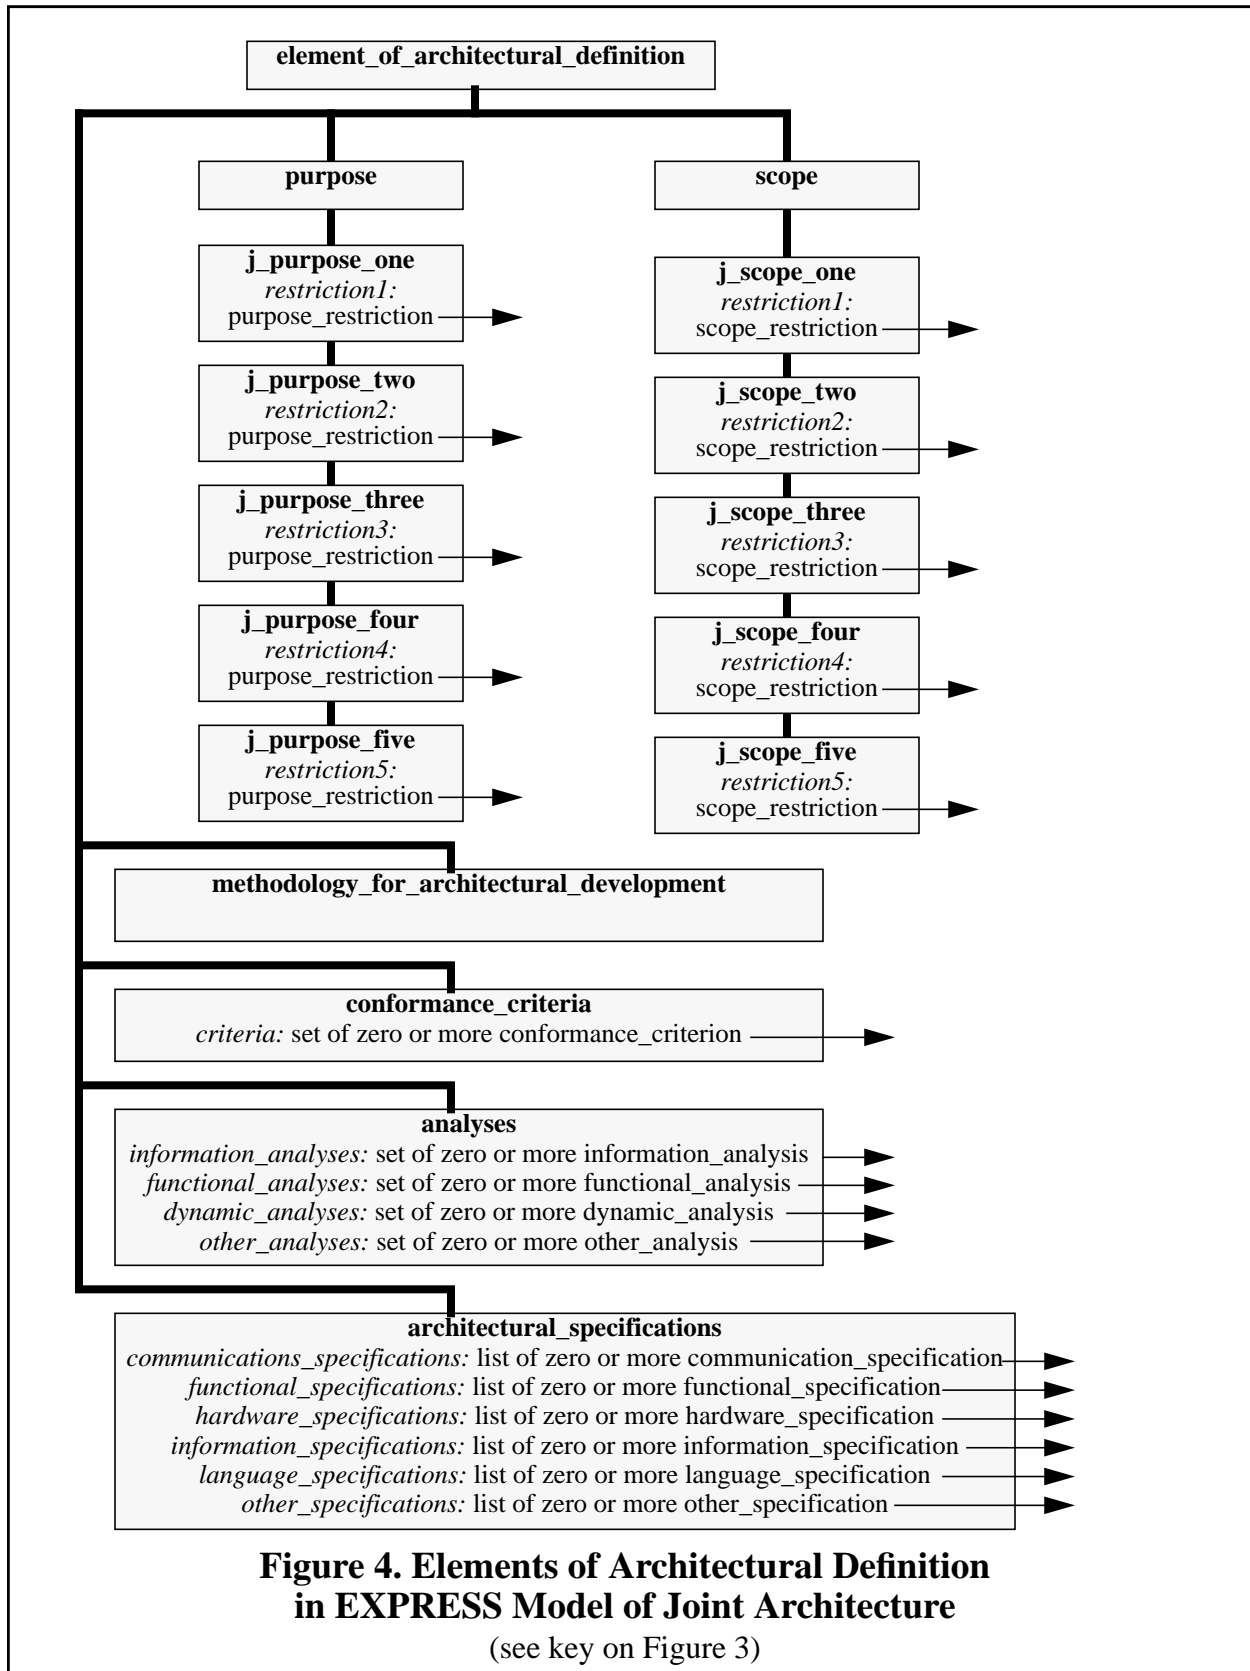 element_of_architectural_definition
purpose
scope
j_purpose_one
restriction1:
purpose_restriction
j_purpose_two
restriction2:
purpose_restriction
j_purpose_three
restriction3:
purpose_restriction
j_purpose_four
restriction4:
purpose_restriction
j_purpose_five
restriction5:
purpose_restriction
j_scope_one
restriction1:
scope_restriction
j_scope_two
restriction2:
scope_restriction
j_scope_three
restriction3:
scope_restriction
j_scope_four
restriction4:
scope_restriction
j_scope_five
restriction5:
scope_restriction
methodology_for_architectural_development
conformance_criteria
criteria: set of zero or more conformance_criterion
analyses
information_analyses: set of zero or more information_analysis
functional_analyses: set of zero or more functional_analysis
dynamic_analyses: set of zero or more dynamic_analysis
other_analyses: set of zero or more other_analysis
architectural_specifications
communications_specifications: list of zero or more communication_specification
functional_specifications: list of zero or more functional_specification
hardware_specifications: list of zero or more hardware_specification
information_specifications: list of zero or more information_specification
language_specifications: list of zero or more language_specification
other_specifications: list of zero or more other_specification
Figure 4. Elements of Architectural Definition
in EXPRESS Model of Joint Architecture
(see key on Figure 3)